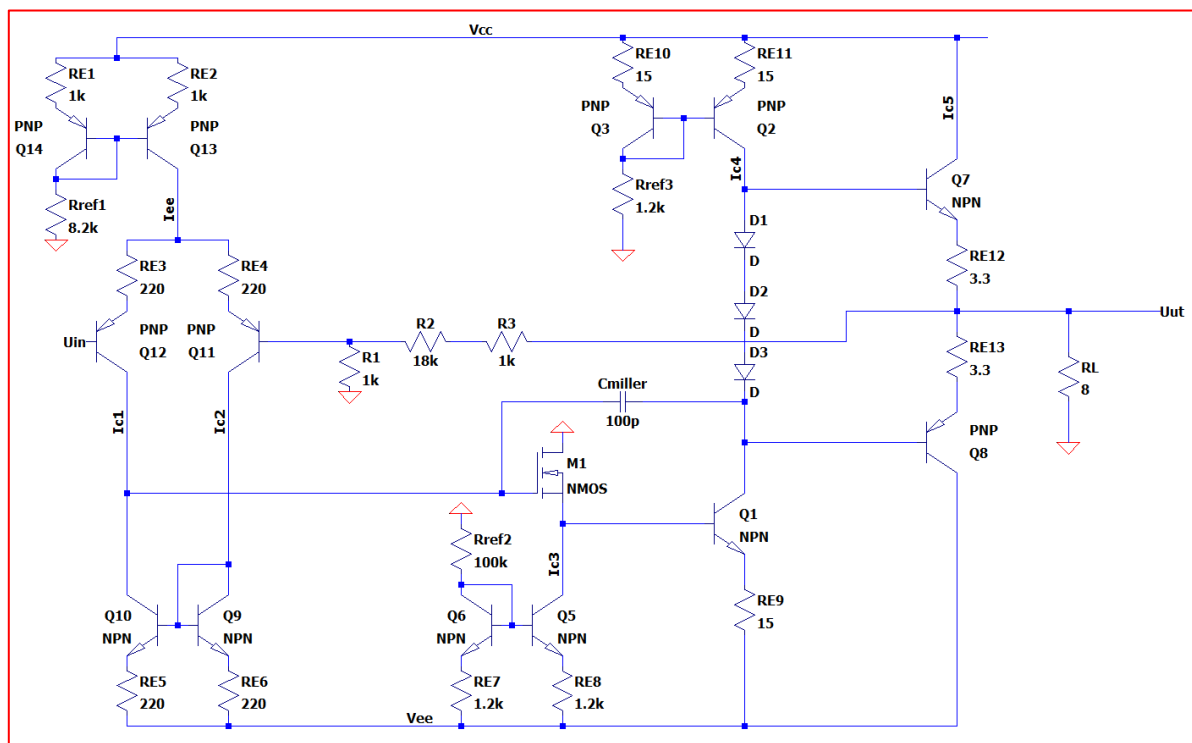 Vcc
RE1
1k
RE2
1k
PNP
Q14
PNP
Q13
Rref1
8.2k
Iee
RE10
15
RE11
15
PNP
Q3
PNP
Q2
Rref3
1.2k
Ic4
Ic5
Q7
NPN
D1
D
D2
D
D3
D
RE12
3.3
Uut
RE13
3.3
RL
8
PNP
Q8
RE3
220
RE4
220
Uin
PNP
Q12
PNP
Q11
R2
18k
R3
1k
R1
1k
Cmiller
100p
Ic1
Ic2
M1
NMOS
Rref2
100k
Ic3
Q1
NPN
RE9
15
Q10
NPN
Q9
NPN
Q6
NPN
Q5
NPN
RE5
220
RE6
220
RE7
1.2k
RE8
1.2k
Vee